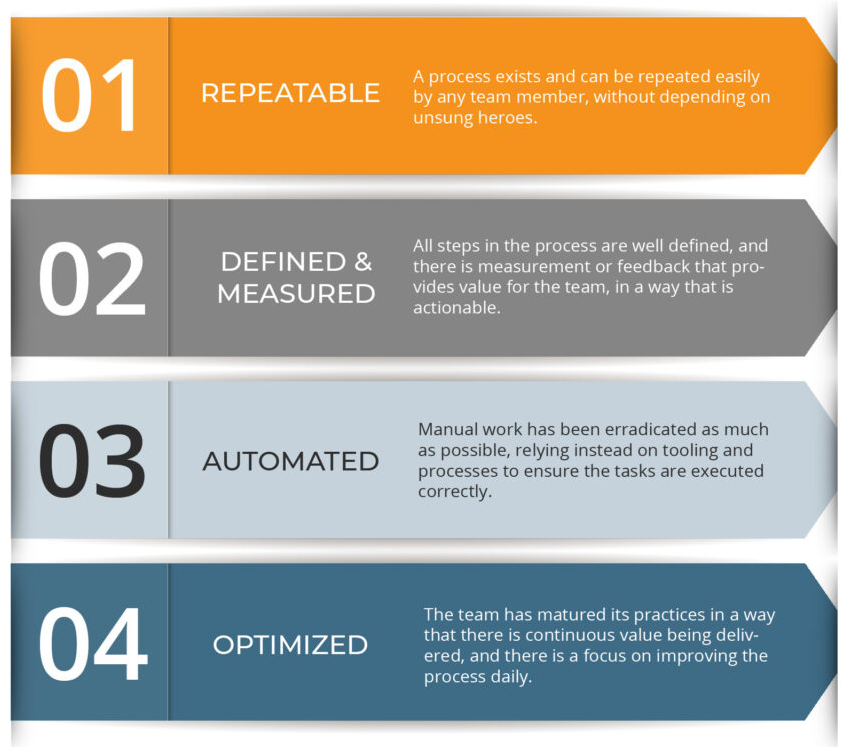 01
REPEATABLE
A process exists and can be repeated easily
by any team member, without depending on
unsung heroes.
02
DEFINED &
MEASURED
All steps in the process are well defined, and
there is measurement or feedback that pro-
vides value for the team, in a way that is
actionable.
03
AUTOMATED
Manual work has been erradicated as much
as possible, relying instead on tooling and
processes to ensure the tasks are executed
correctly.
04
OPTIMIZED
The team has matured its practices in a way
that there is continuous value being deliv-
ered, and there is a focus on improving the
process daily.